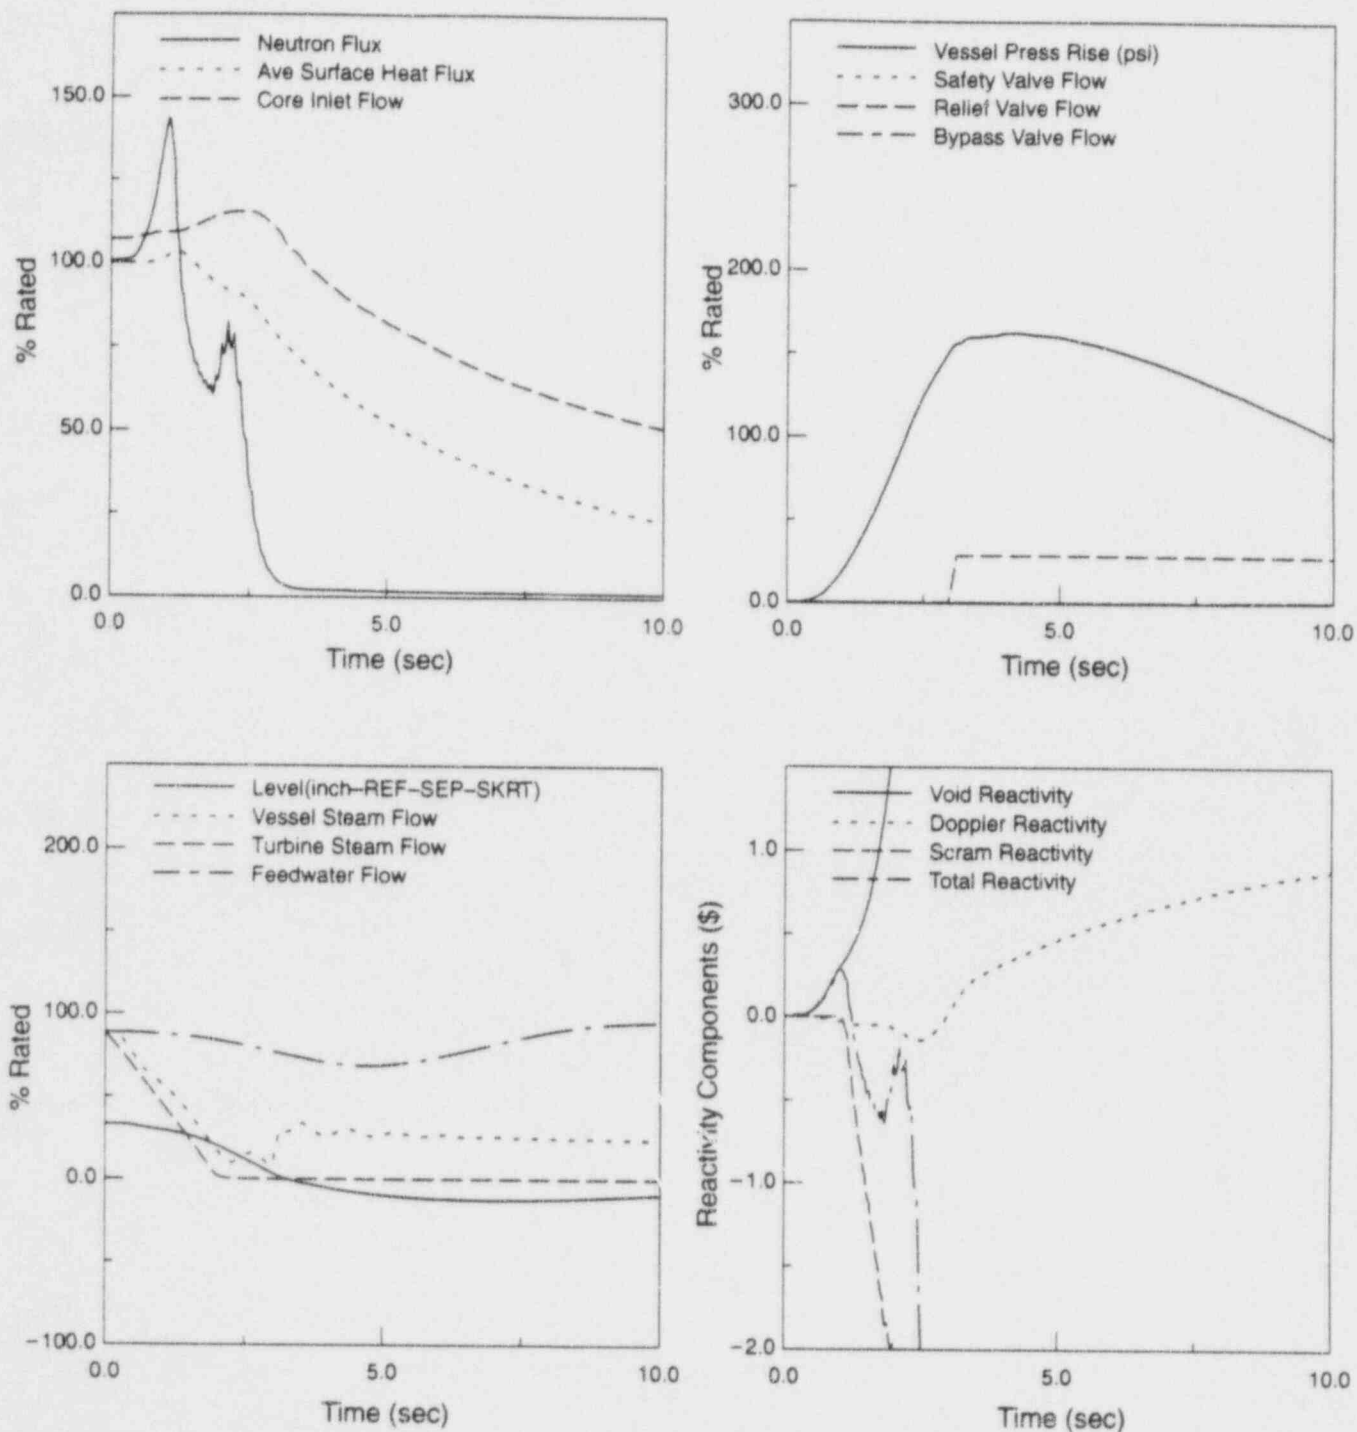 Neutron Flux
Ave Surface Heat Flux
Core Inlet Flow
150.0
100.0
50.0
0.0
% Rated
0.0
5.0
10.0
Time (sec)
Vessel Press Rise (psi)
Safety Valve Flow
Relief Valve Flow
Bypass Valve Flow
300.0
200.0
100.0
0.0
% Rated
0.0
5.0
10.0
Time (sec)
Level(inch-REF-SEP-SKRT)
Vessel Steam Flow
Turbine Steam Flow
Feedwater Flow
200.0
100.0
0.0
-100.0
% Rated
0.0
5.0
10.0
Time (sec)
Void Reactivity
Doppler Reactivity
Scram Reactivity
Total Reactivity
1.0
0.0
-1.0
-2.0
Reactivity Components ($)
0.0
5.0
10.0
Time (sec)